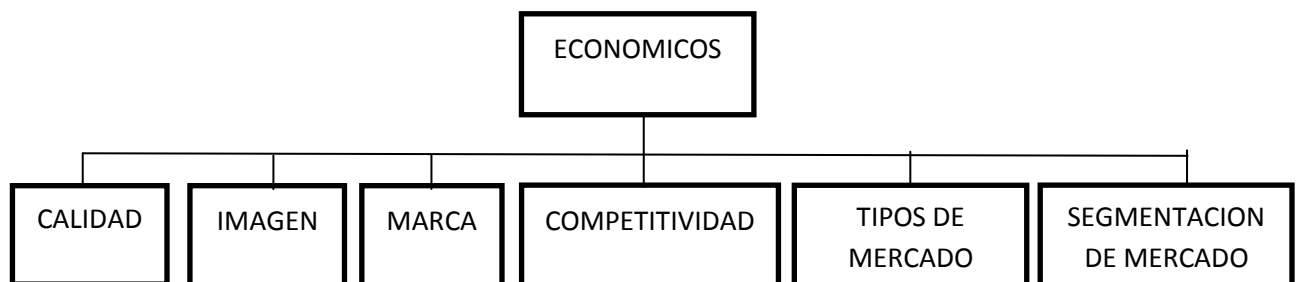 ECONOMICOS
CALIDAD
IMAGEN
MARCA
COMPETITIVIDAD
TIPOS DE
MERCADO
SEGMENTACION
DE MERCADO